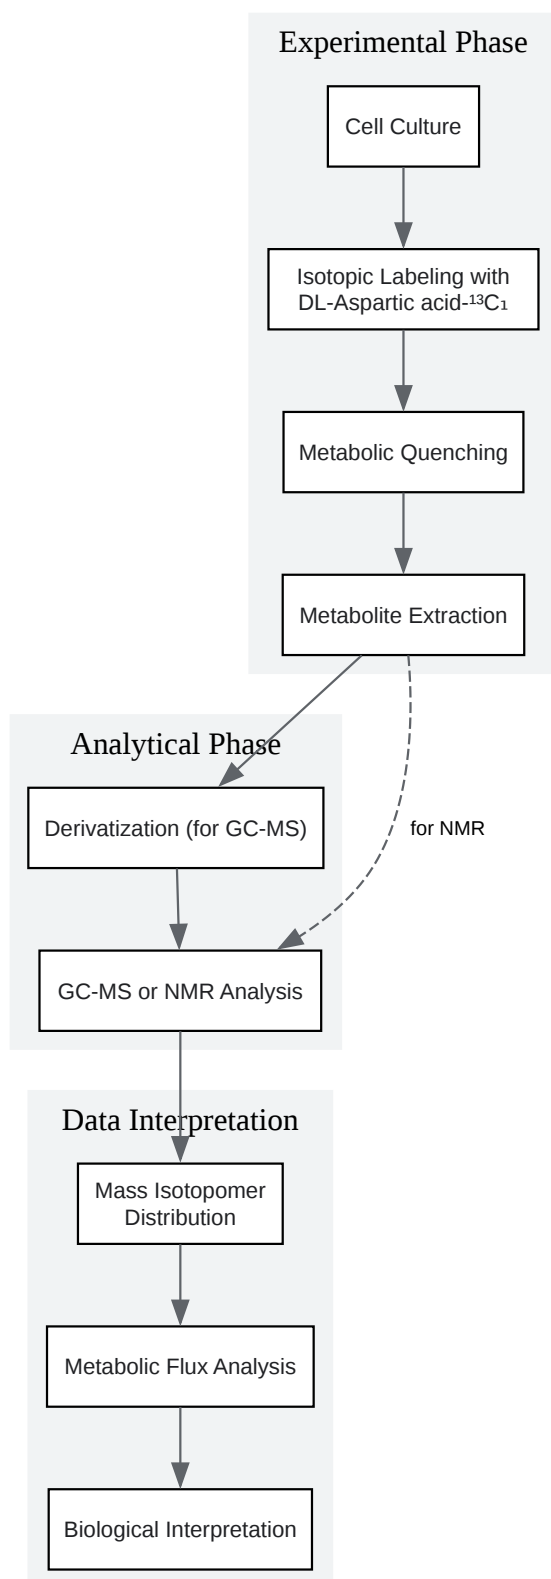 Experimental Phase
Cell Culture
Isotopic Labeling with
DL-Aspartic acid-¹³C₁
Metabolic Quenching
Metabolite Extraction
Analytical Phase
Derivatization (for GC-MS)
for NMR
GC-MS or NMR Analysis
Data Interpretation
Mass Isotopomer
Distribution
Metabolic Flux Analysis
Biological Interpretation